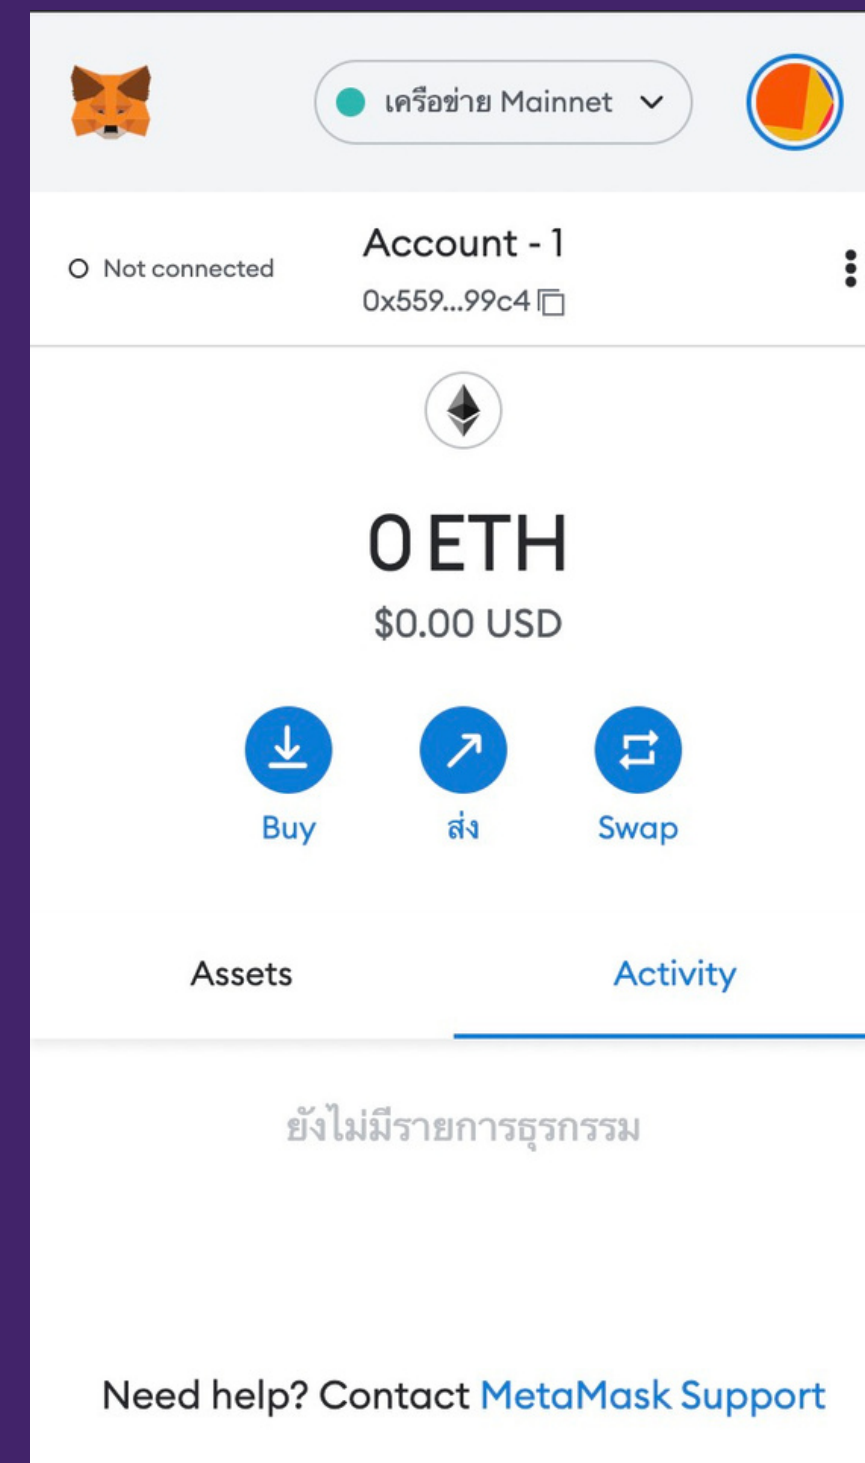 เครือข่าย Mainnet
Not connected
Account - 1
0x559...99c4
0 ETH
$0.00 USD
Buy
ส่ง
Swap
Assets
Activity
ยังไม่มีรายการธุรกรรม
Need help? Contact MetaMask Support